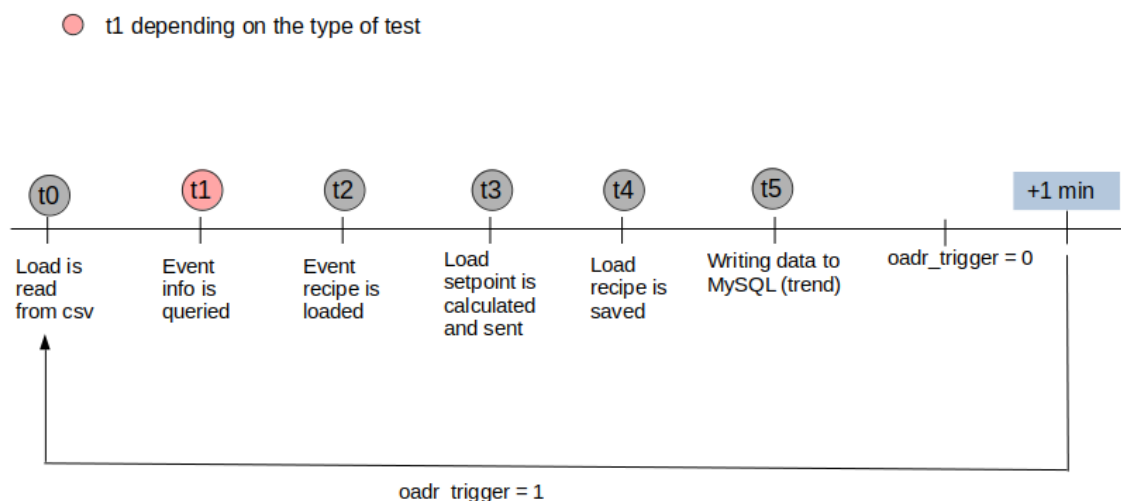 t1 depending on the type of test
t0
t1
t2
t3
t4
t5
+1 min
Load is
read
from csv
Event
info is
queried
Event
recipe is
loaded
Load
setpoint is
calculated
and sent
Load
recipe is
saved
Writing data to
MySQL (trend)
oadr_trigger = 0
oadr_trigger = 1